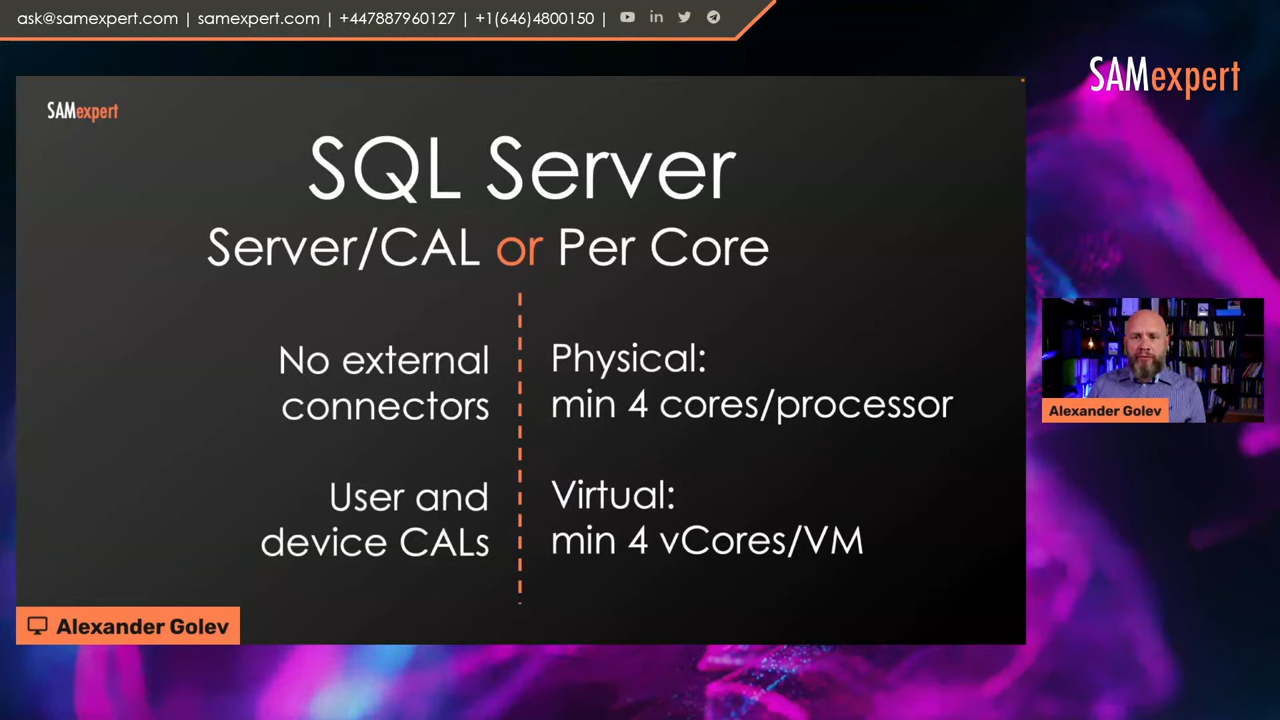 ask@samexpert.com | samexpert.com | +447887960127 | +1(646)4800150 |
SAMexpert
SAMexpert
SQL Server
Server/CAL or Per Core
No external
connectors
User and
device CALs
Physical:
min 4 cores/processor
Virtual:
min 4 vCores/VM
Alexander Golev
Alexander Golev